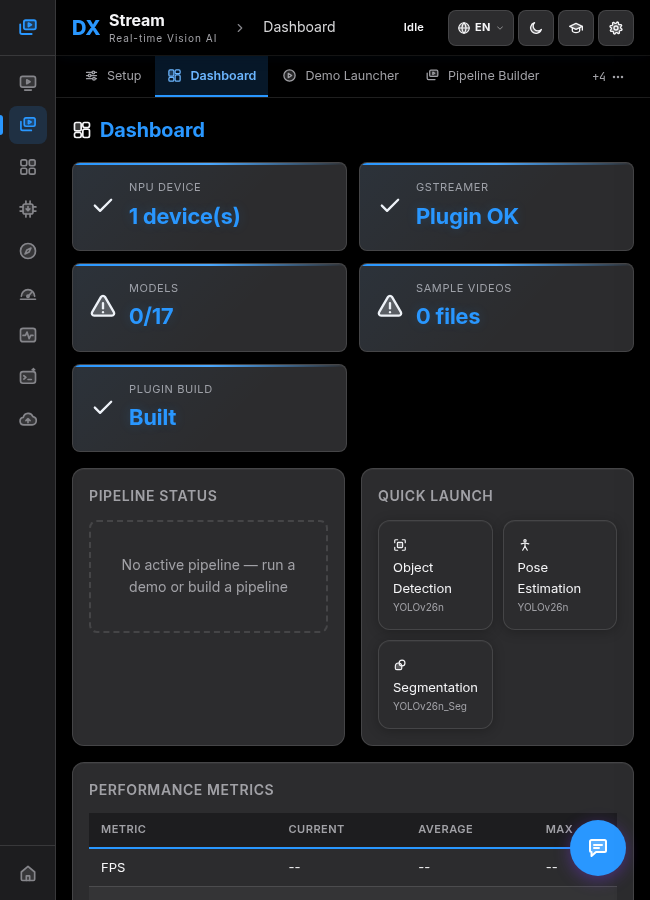 DX
Stream
Real-time Vision AI
Dashboard
Idle
EN
Setup
Dashboard
Demo Launcher
Pipeline Builder
+4
Dashboard
NPU DEVICE
1 device(s)
GSTREAMER
Plugin OK
MODELS
0/17
SAMPLE VIDEOS
0 files
PLUGIN BUILD
Built
PIPELINE STATUS
No active pipeline — run a
demo or build a pipeline
QUICK LAUNCH
Object
Detection
YOLOv26n
Pose
Estimation
YOLOv26n
Segmentation
YOLOv26n_Seg
PERFORMANCE METRICS
METRIC CURRENT AVERAGE MAX
FPS -- -- --